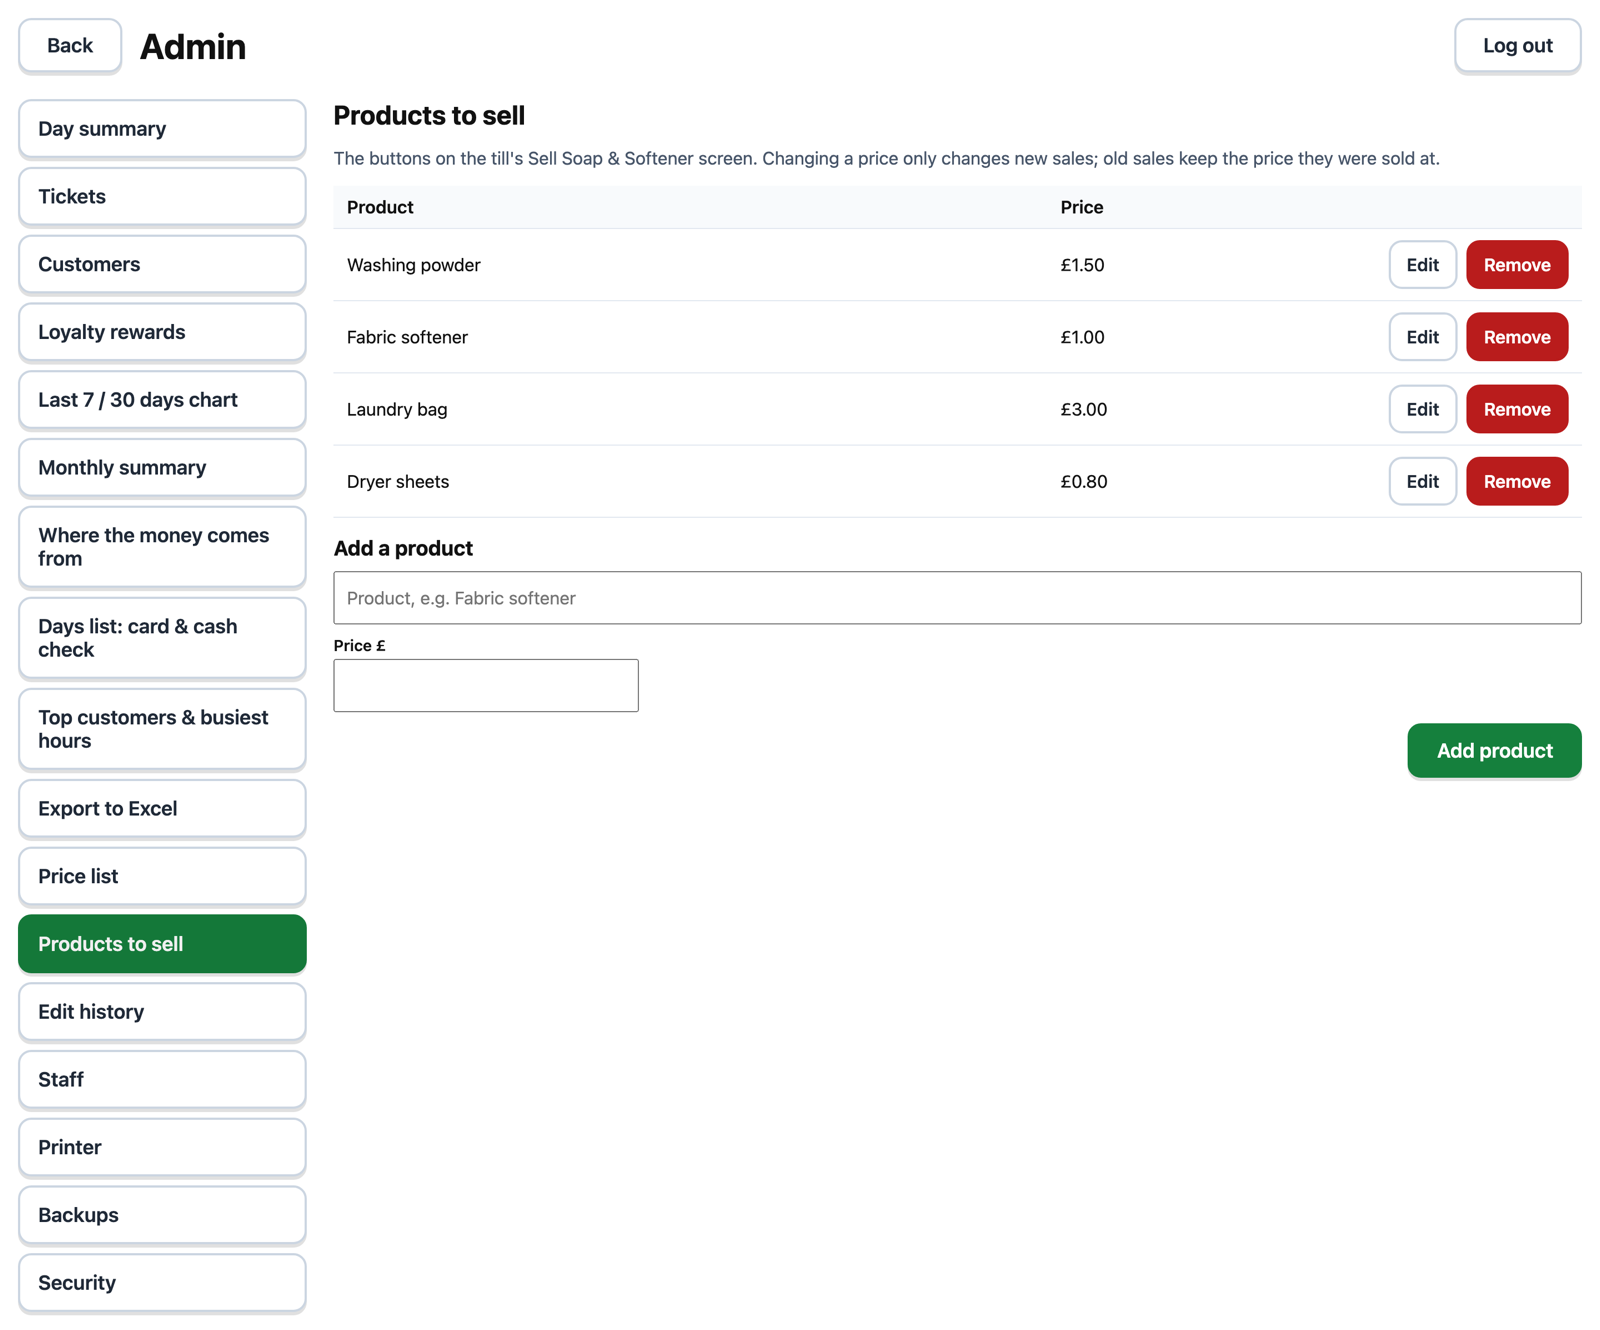 Back
Admin
Log out
Day summary
Tickets
Customers
Loyalty rewards
Last 7 / 30 days chart
Monthly summary
Where the money comes
from
Days list: card & cash
check
Top customers & busiest
hours
Export to Excel
Price list
Products to sell
Edit history
Staff
Printer
Backups
Security
Products to sell
The buttons on the till's Sell Soap & Softener screen. Changing a price only changes new sales; old sales keep the price they were sold at.
Product Price
Washing powder £1.50 Edit Remove
Fabric softener £1.00 Edit Remove
Laundry bag £3.00 Edit Remove
Dryer sheets £0.80 Edit Remove
Add a product
Product, e.g. Fabric softener
Price £
Add product